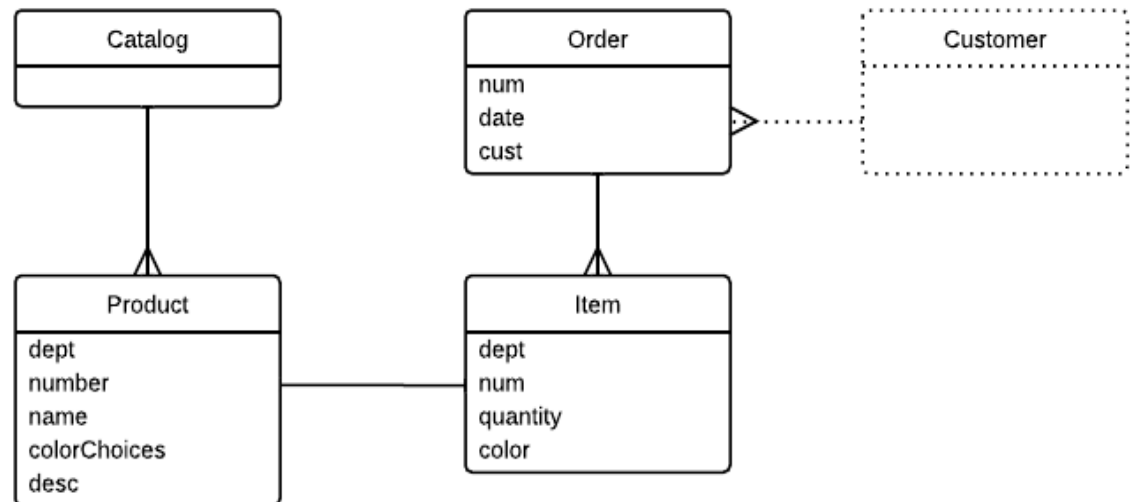 Catalog
Order
num
date
cust
Customer
Product
dept
number
name
colorChoices
desc
Item
dept
num
quantity
color